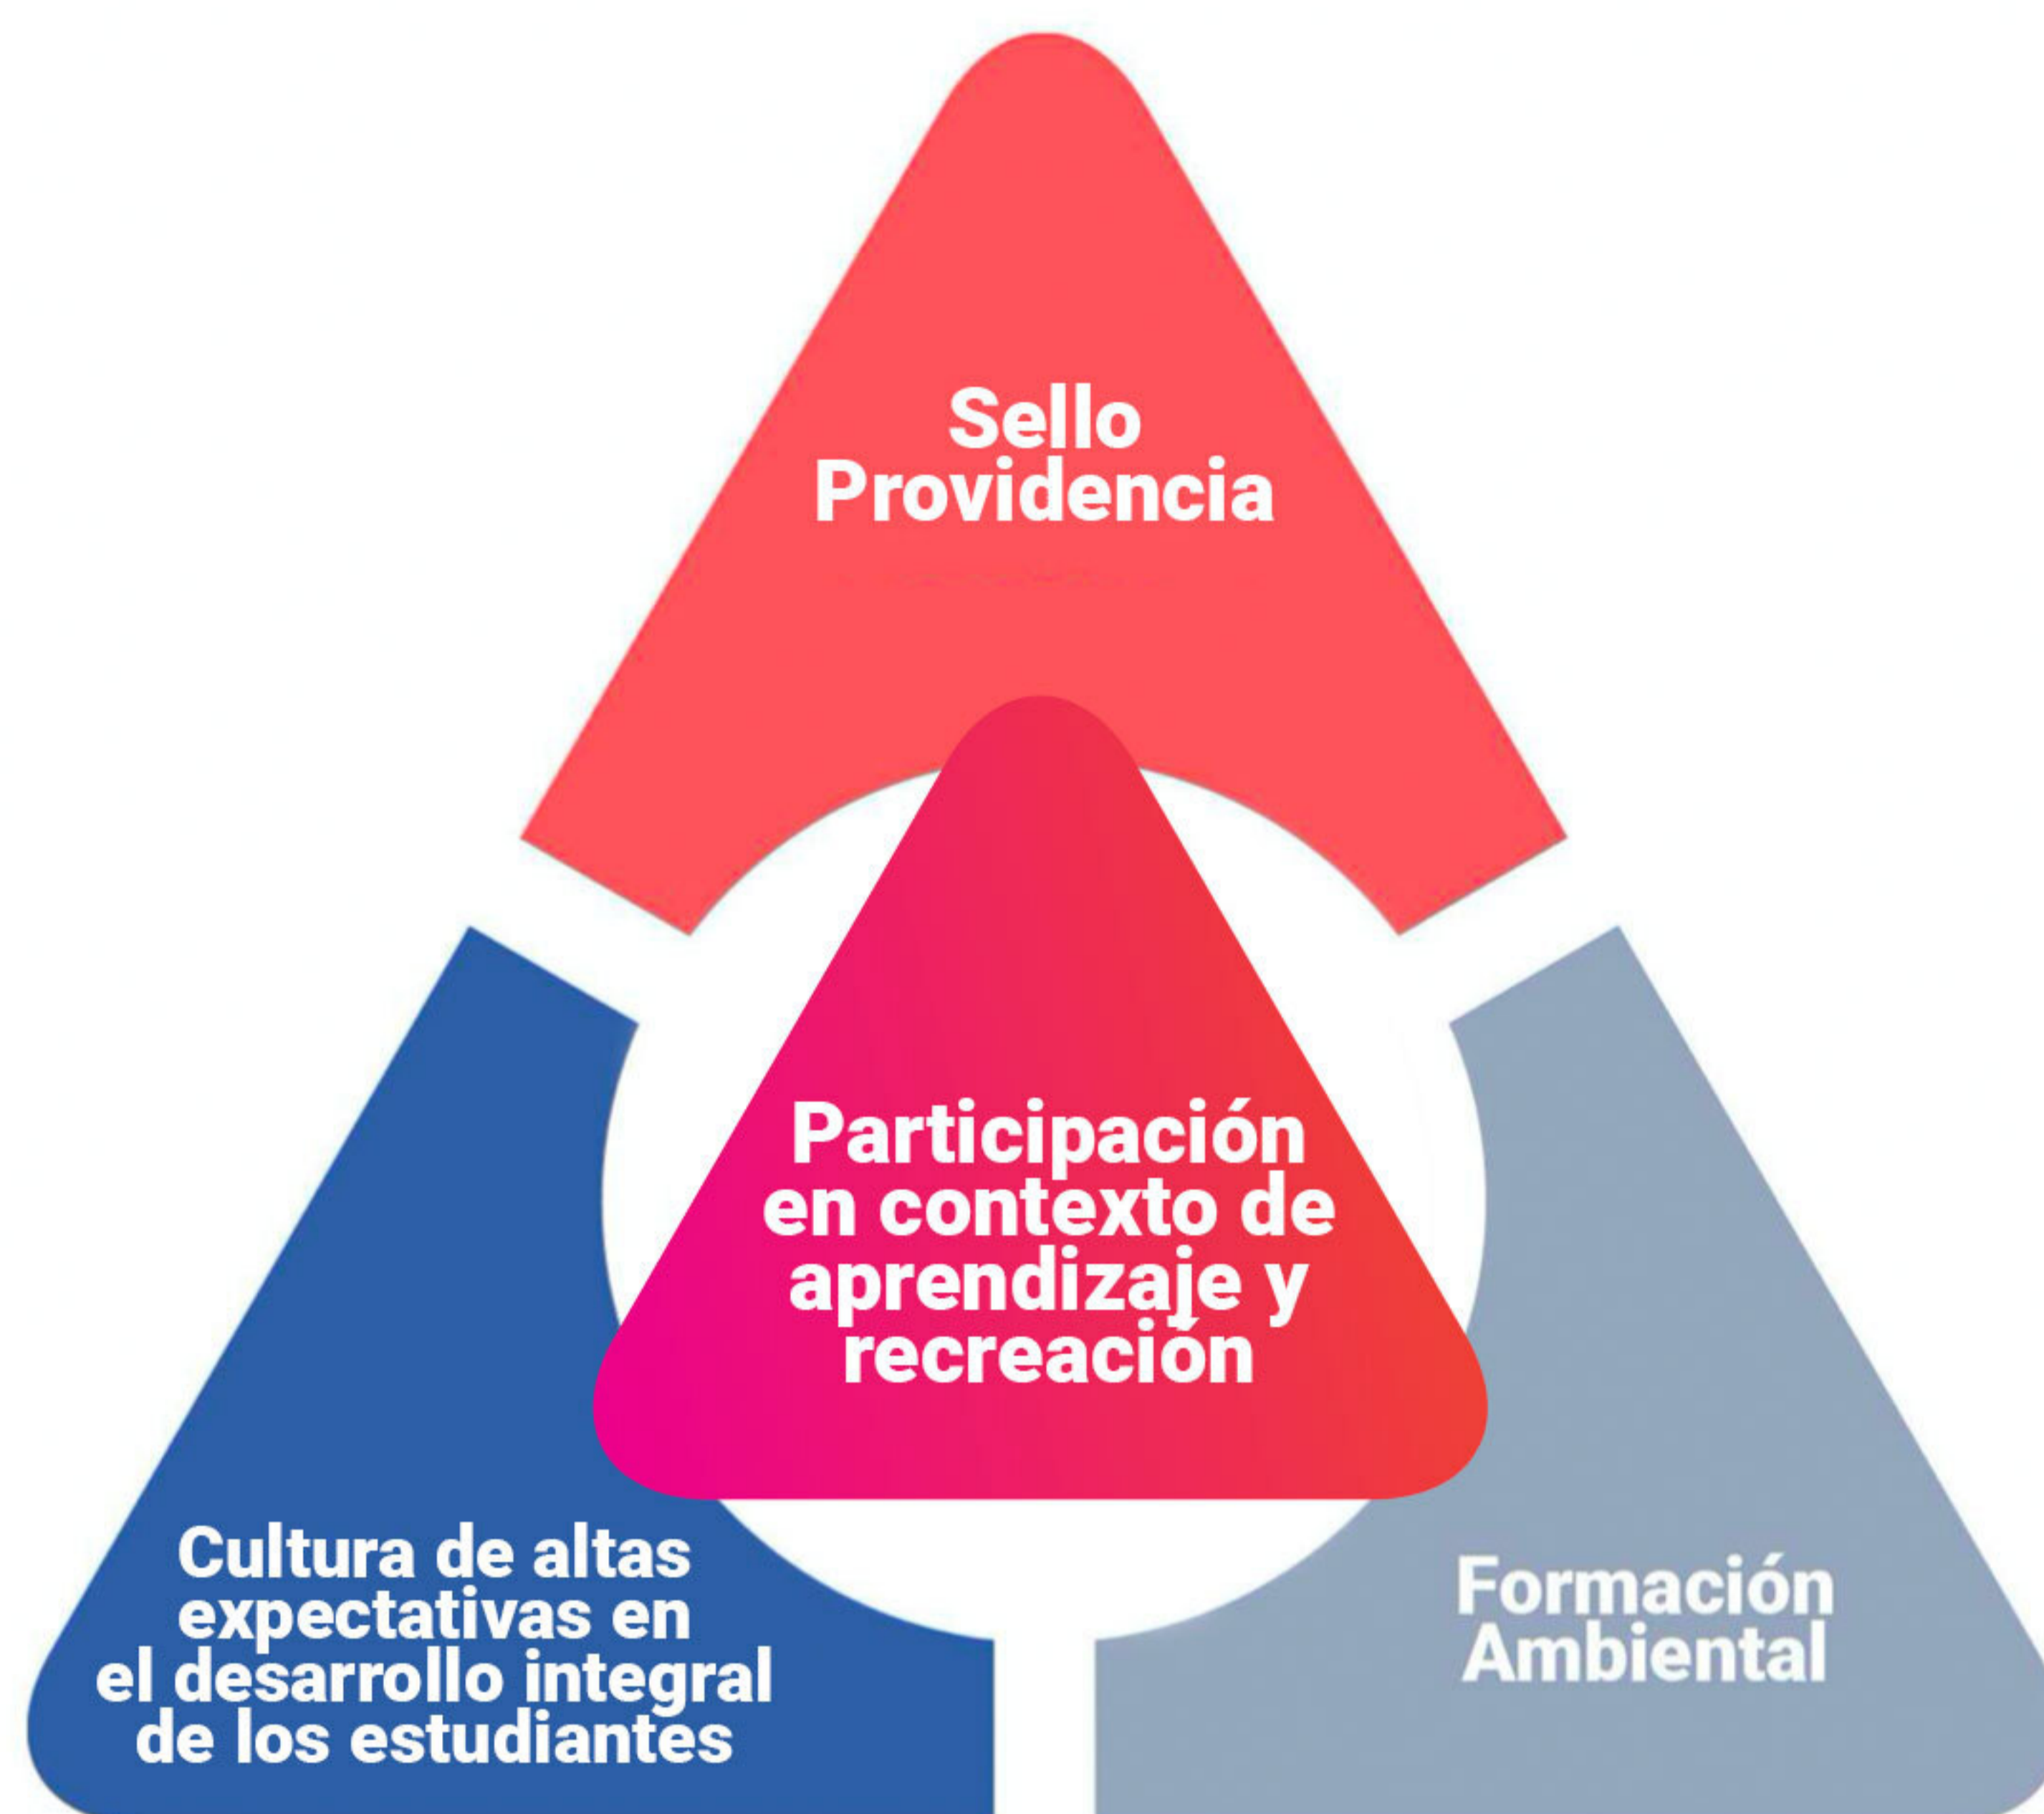 Sello
Providencia
Participación
en contexto de
aprendizaje y
recreación
Cultura de altas
expectativas en
el desarrollo integral
de los estudiantes
Formación
Ambiental